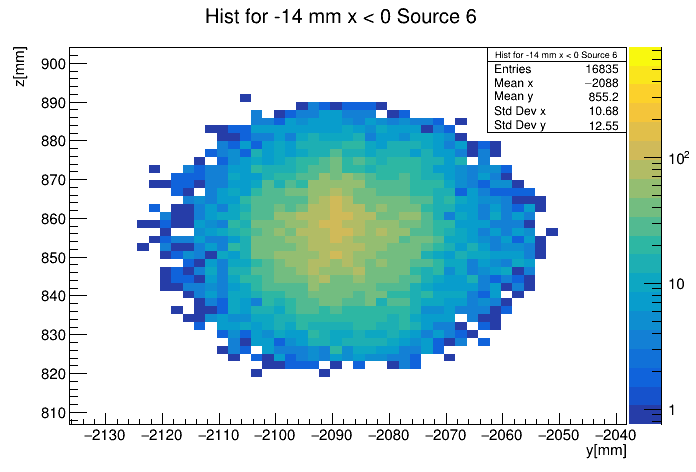 Hist for -14 mm x < 0 Source 6
z[mm]
900
890
880
870
860
850
840
830
820
810
Hist for -14 mm x < 0 Source 6
Entries 16835
Mean x −2088
Mean y 855.2
Std Dev x 10.68
Std Dev y 12.55
10²
10
1
−2130 −2120 −2110 −2100 −2090 −2080 −2070 −2060 −2050 −2040
y[mm]